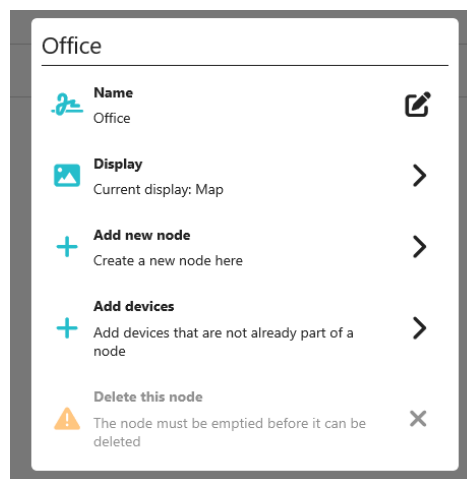 Office
Name
Office
Display
Current display: Map
Add new node
Create a new node here
Add devices
Add devices that are not already part of a
node
Delete this node
The node must be emptied before it can be
deleted